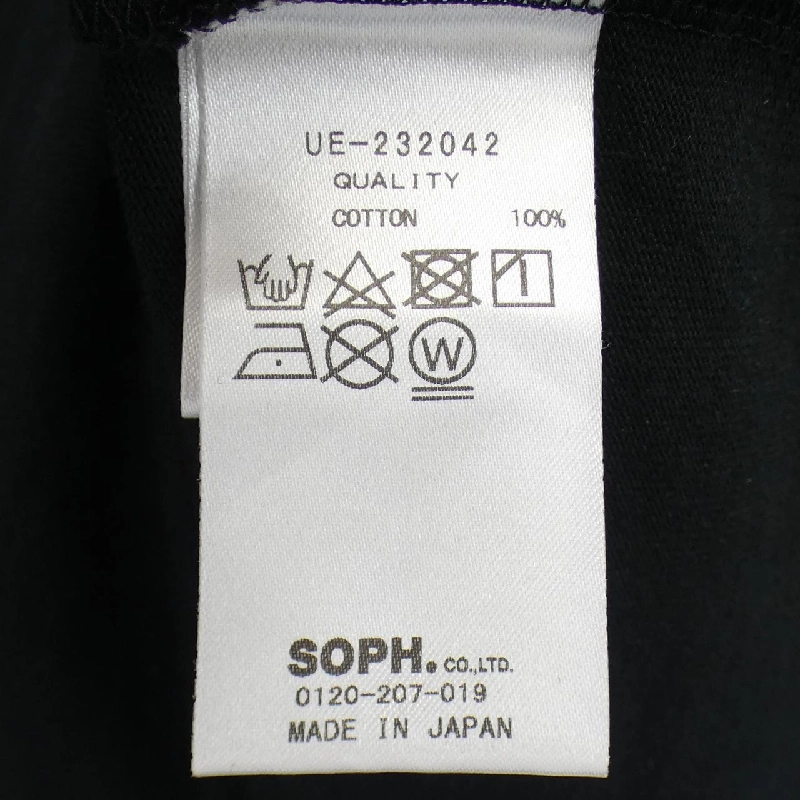 UE-232042
QUALITY
COTTON 100%
W
SOPH. CO.,LTD.
0120-207-019
MADE IN JAPAN